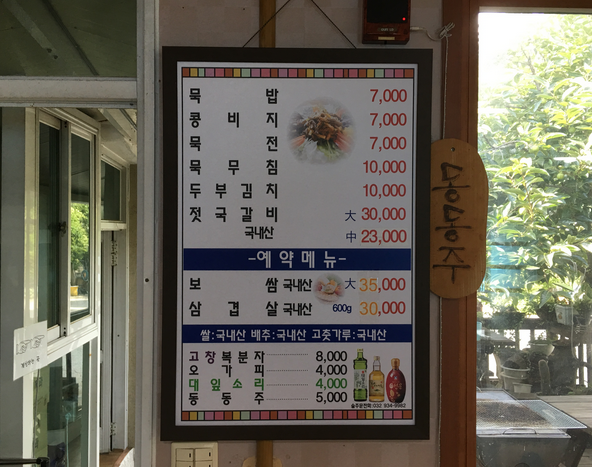 묵 밥 7,000
콩 비 지 7,000
묵 전 7,000
묵 무 침 10,000
두 부 김 치 10,000
젓 국 갈 비 大 30,000
국내산 中 23,000
-예 약 메 뉴-
보 쌈 국내산 大 35,000
삼 겹 살 국내산 600g 30,000
쌀:국내산 배추:국내산 고춧가루:국내산
고 창 복 분 자 8,000
오 가 피 4,000
대 잎 소 리 4,000
동 동 주 5,000
동동주